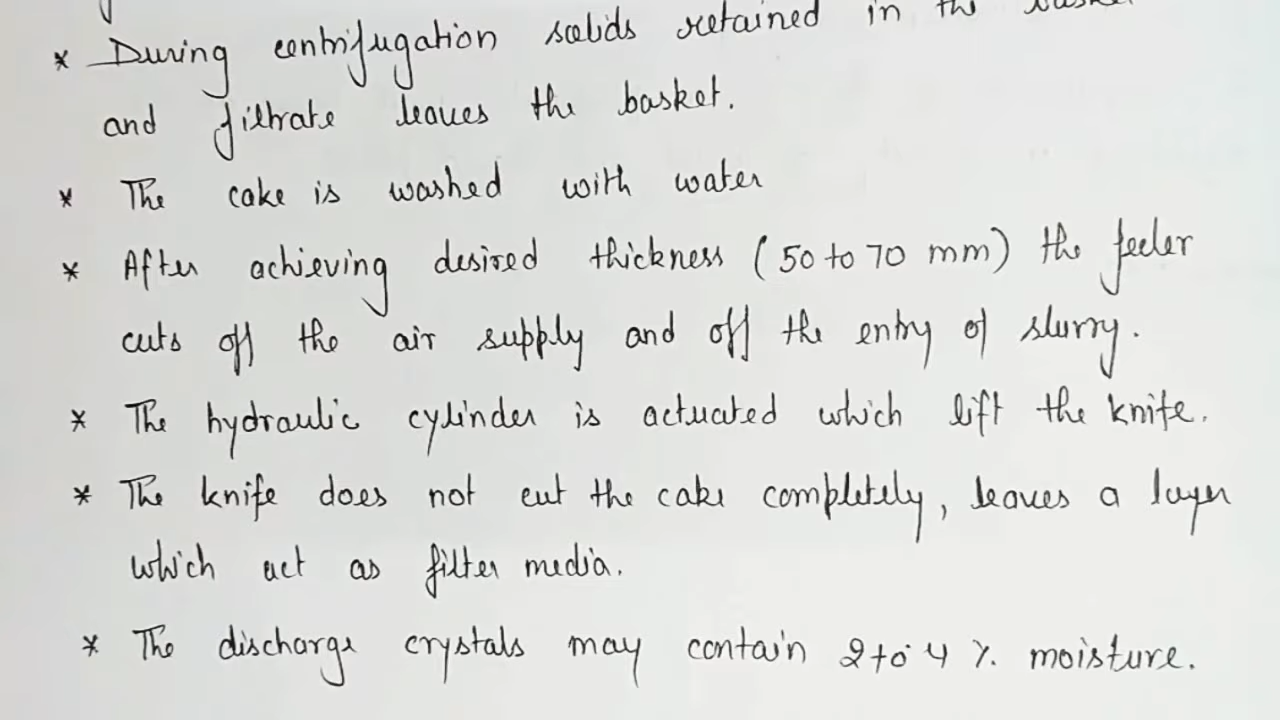 * During centrifugation solids retained in the
and filtrate leaves the basket.
* The cake is washed with water
* After achieving desired thickness (50 to 70 mm) the feeler
cuts off the air supply and off the entry of slurry.
* The hydraulic cylinder is actuated which lift the knife.
* The knife does not cut the cake completely, leaves a layer
which act as filter media.
* The discharge crystals may contain 2 to 4 % moisture.